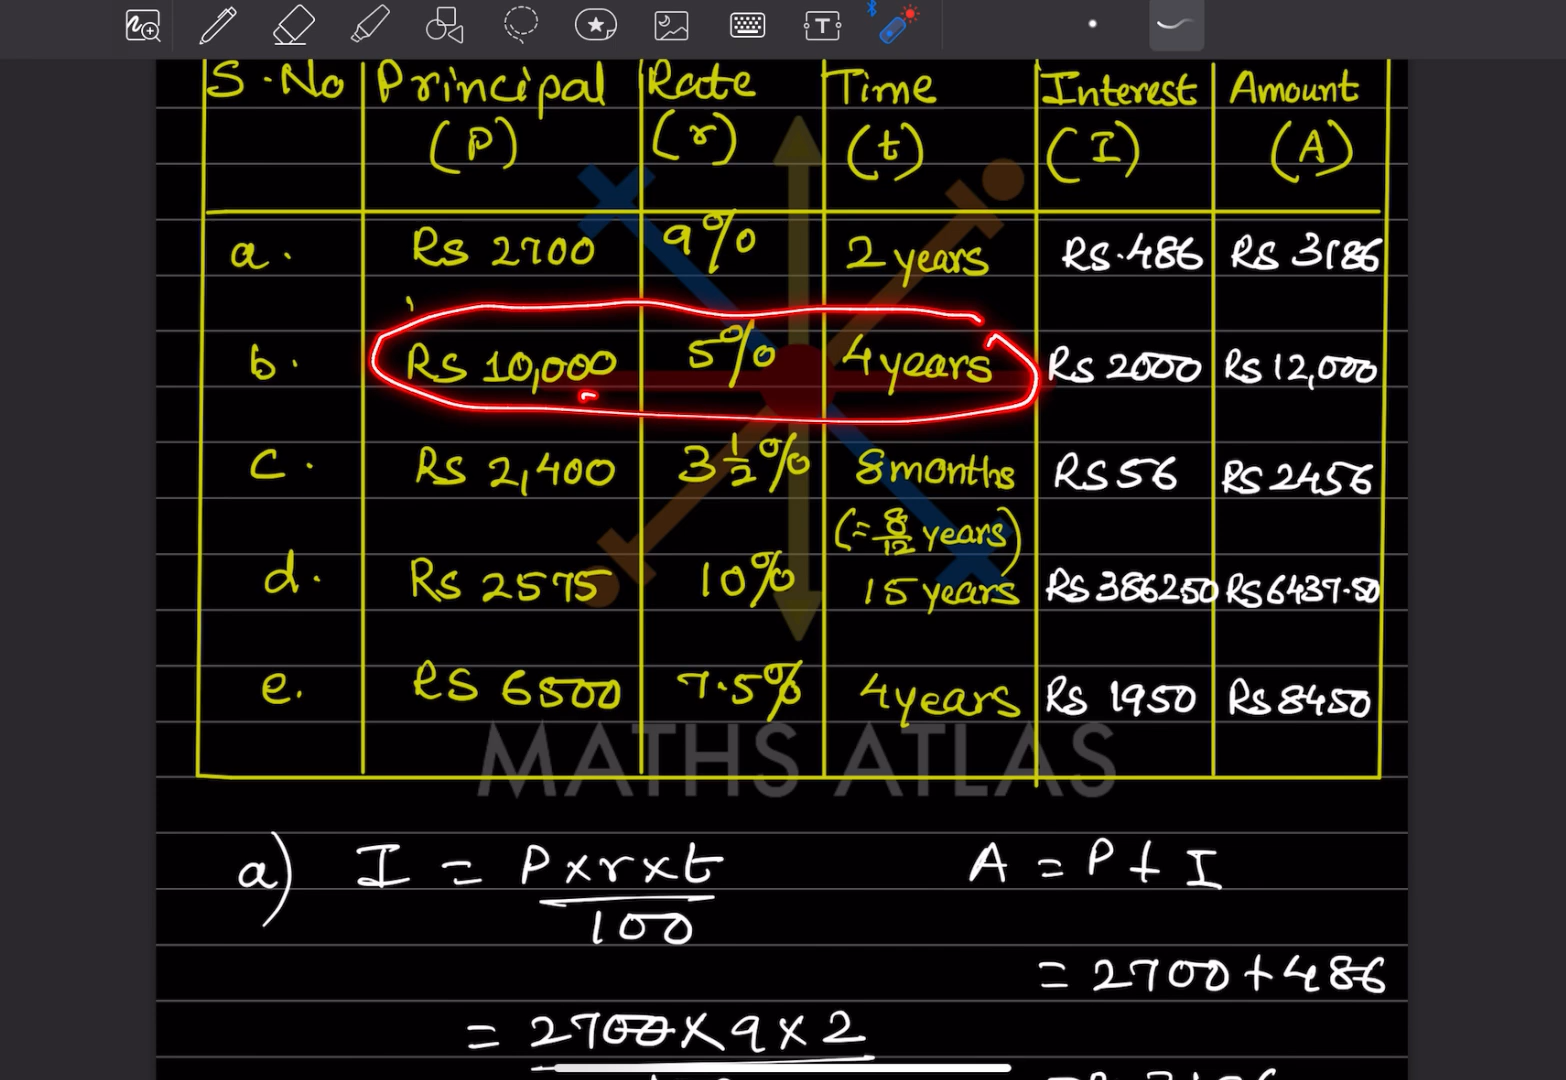 S.No Principal Rate Time Interest Amount
(P) (r) (t) (I) (A)
a. Rs 2700 9% 2 years Rs.486 Rs 3186
b. Rs 10,000 5% 4 years Rs 2000 Rs 12,000
c. Rs 2,400 3 1/2 % 8 months Rs 56 Rs 2456
(= 8/12 years)
d. Rs 2575 10% 15 years Rs 386250 Rs 6437.50
e. Rs 6500 7.5% 4 years Rs 1950 Rs 8450
MATHS ATLAS
a) I = P x r x t A = P + I
100
= 2700 + 486
= 2700 x 9 x 2